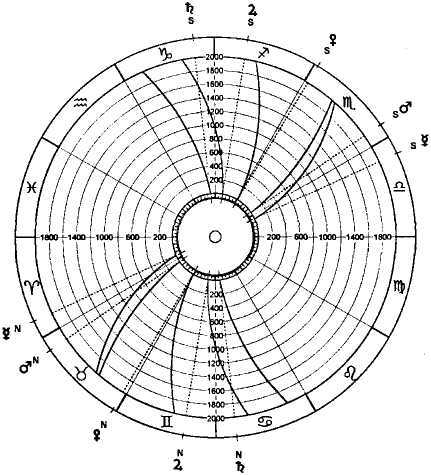 ♄ S
♃ S
S ♀
♑
♐
2000
1800
1600
1400
1200
1000
800
600
400
200
♒
♏
S ♂
S ☿
♓
♎
1800 1400 1000 600 200
200 600 1000 1400 1800
♈
♍
200
400
600
800
1000
1200
1400
1600
1800
2000
☿ N
♂ N
♉
♌
♊
♋
♀ N
N ♃
N ♄